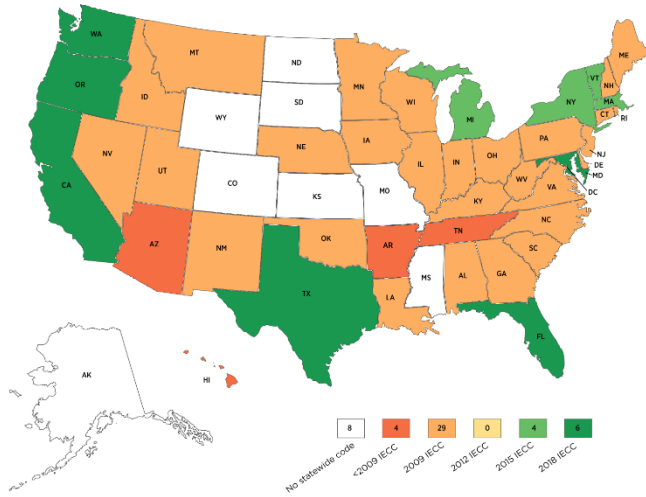 WA
MT
ND
ME
OR
ID
MN
VT
NH
SD
WI
NY
MA
WY
MI
CT
RI
NV
NE
IA
PA
NJ
UT
IL
IN
OH
DE
CA
CO
WV
MD
KS
MO
KY
VA
DC
AZ
NM
OK
AR
TN
NC
SC
TX
LA
MS
AL
GA
FL
AK
HI
8
4
29
0
4
6
No statewide code
<2009 IECC
2009 IECC
2012 IECC
2015 IECC
2018 IECC